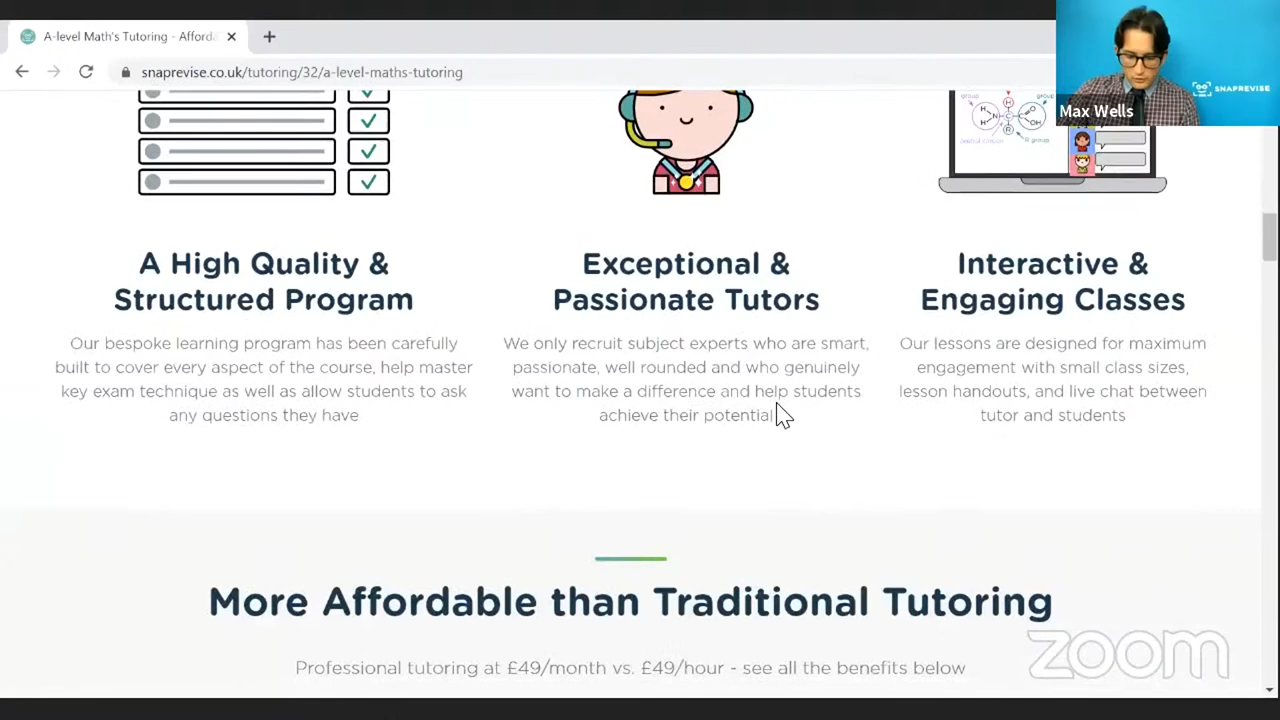 A-level Math's Tutoring - Afforda
snaprevise.co.uk/tutoring/32/a-level-maths-tutoring
SNAPREVISE
Max Wells
group
group
H
H
N
H
C
R
O
OH
R group
A High Quality &
Structured Program
Our bespoke learning program has been carefully
built to cover every aspect of the course, help master
key exam technique as well as allow students to ask
any questions they have
Exceptional &
Passionate Tutors
We only recruit subject experts who are smart,
passionate, well rounded and who genuinely
want to make a difference and help students
achieve their potential
Interactive &
Engaging Classes
Our lessons are designed for maximum
engagement with small class sizes,
lesson handouts, and live chat between
tutor and students
More Affordable than Traditional Tutoring
Professional tutoring at £49/month vs. £49/hour - see all the benefits below
zoom